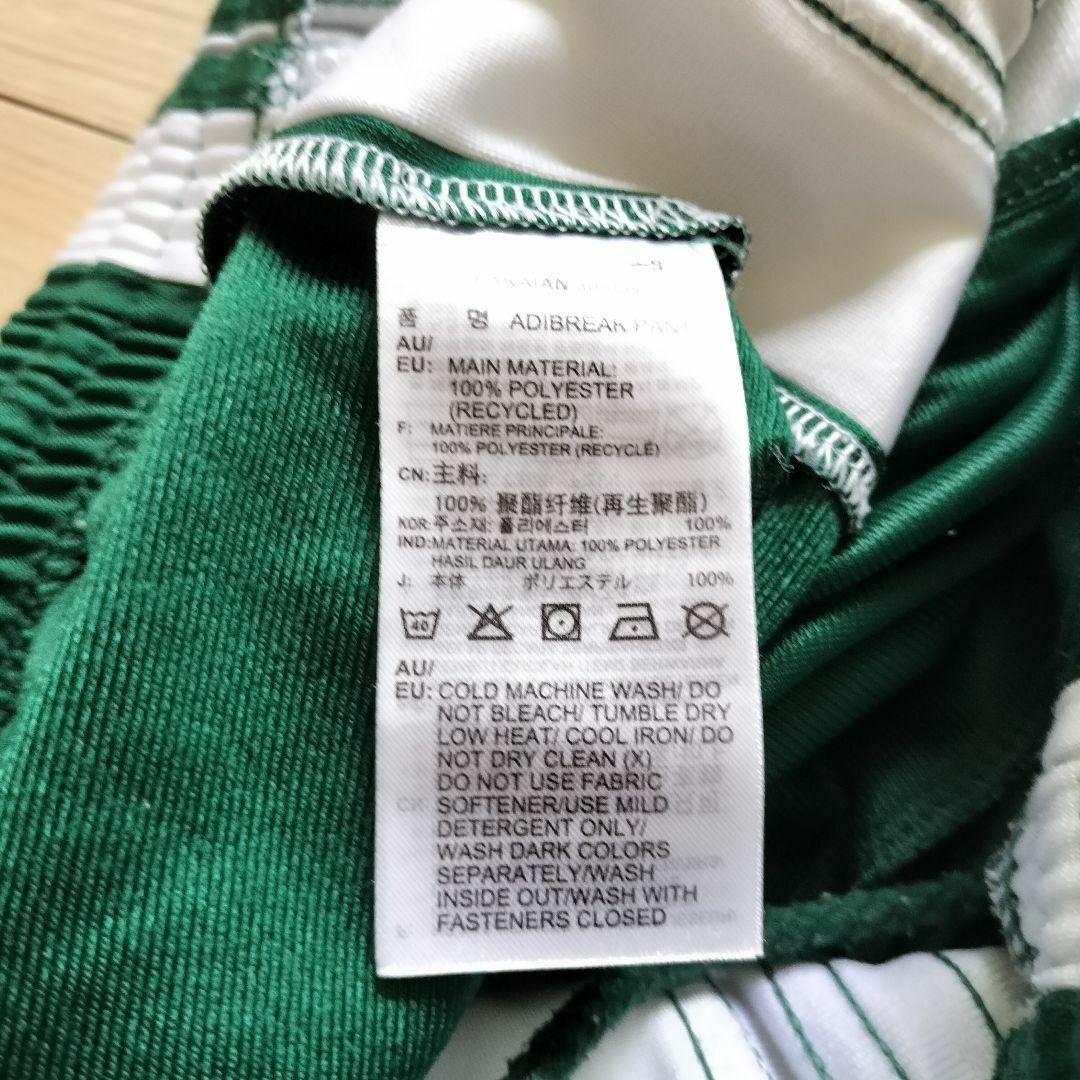 품 명 ADIBREAK PANT
AU/
EU: MAIN MATERIAL:
100% POLYESTER
(RECYCLED)
F: MATIERE PRINCIPALE:
100% POLYESTER (RECYCLÉ)
CN: 主料:
100% 聚酯纤维(再生聚酯)
KOR: 주소재: 폴리에스터 100%
IND: MATERIAL UTAMA: 100% POLYESTER
HASIL DAUR ULANG
J: 本体 ポリエステル 100%
40
AU/
EU: COLD MACHINE WASH/ DO
NOT BLEACH/ TUMBLE DRY
LOW HEAT/ COOL IRON/ DO
NOT DRY CLEAN (X)
DO NOT USE FABRIC
SOFTENER/USE MILD
DETERGENT ONLY/
WASH DARK COLORS
SEPARATELY/WASH
INSIDE OUT/WASH WITH
FASTENERS CLOSED